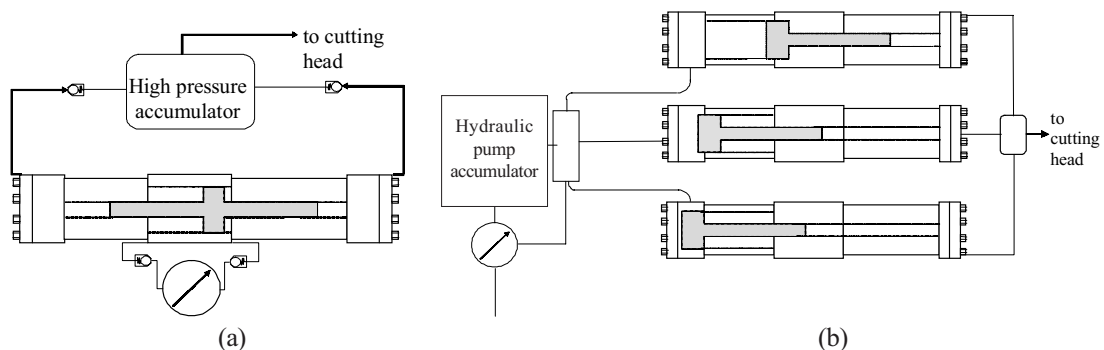 to cutting
head
High pressure
accumulator
(a)
Hydraulic
pump
accumulator
to
cutting
head
(b)